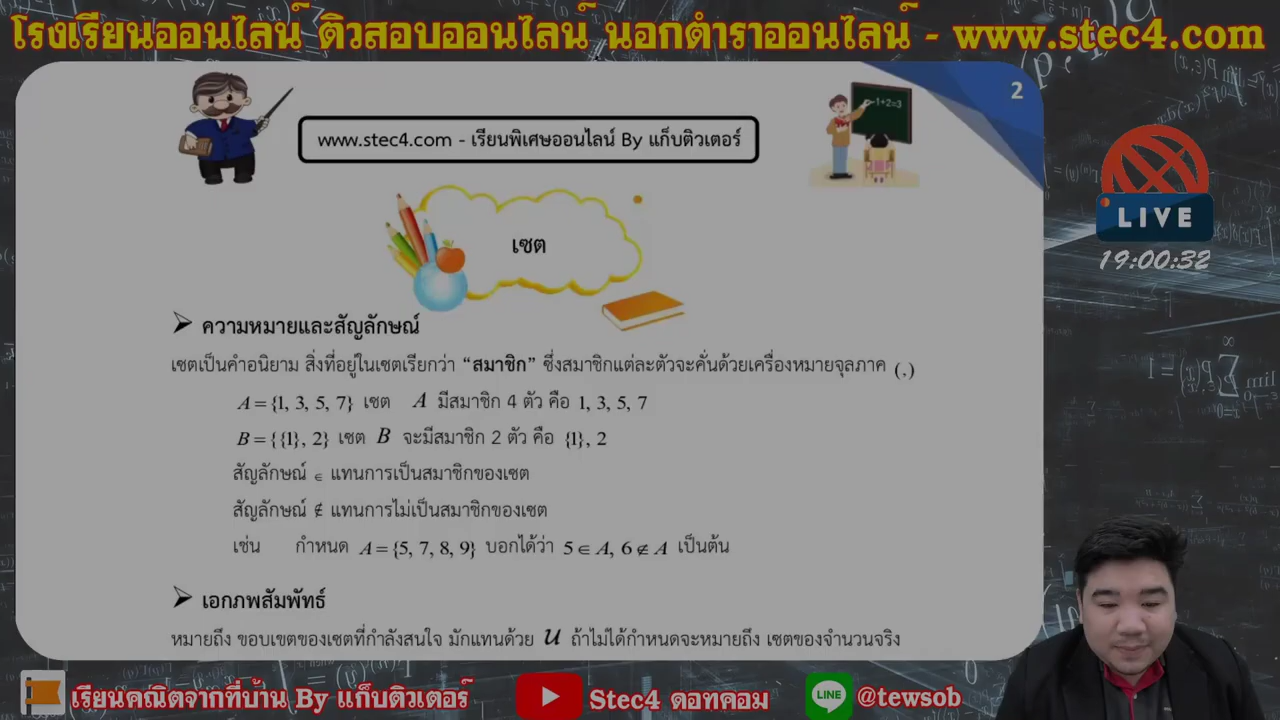 โรงเรียนออนไลน์ ติวสอบออนไลน์ นอกตำราออนไลน์ - www.stec4.com
2
-1+2=3
www.stec4.com - เรียนพิเศษออนไลน์ By แก็บติวเตอร์
LIVE
19:00:32
เซต
➤ ความหมายและสัญลักษณ์
เซตเป็นคำอนิยาม สิ่งที่อยู่ในเซตเรียกว่า “สมาชิก” ซึ่งสมาชิกแต่ละตัวจะคั่นด้วยเครื่องหมายจุลภาค (,)
A = {1, 3, 5, 7} เซต A มีสมาชิก 4 ตัว คือ 1, 3, 5, 7
B = { {1}, 2} เซต B จะมีสมาชิก 2 ตัว คือ {1}, 2
สัญลักษณ์ ∈ แทนการเป็นสมาชิกของเซต
สัญลักษณ์ ∉ แทนการไม่เป็นสมาชิกของเซต
เช่น กำหนด A = {5, 7, 8, 9} บอกได้ว่า 5 ∈ A, 6 ∉ A เป็นต้น
➤ เอกภพสัมพัทธ์
หมายถึง ขอบเขตของเซตที่กำลังสนใจ มักแทนด้วย U ถ้าไม่ได้กำหนดจะหมายถึง เซตของจำนวนจริง
เรียนคณิตจากที่บ้าน By แก็บติวเตอร์
Stec4 ดอทคอม
LINE
@tewsob